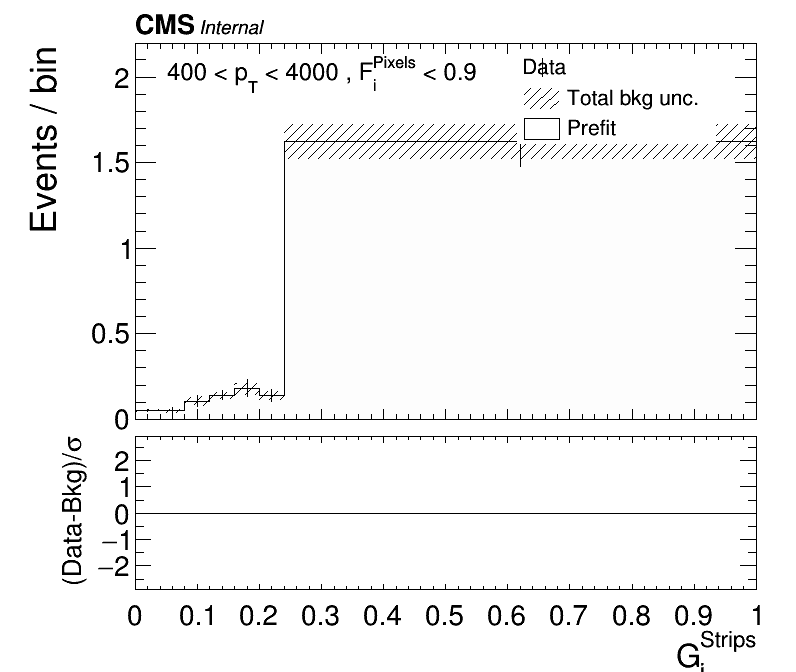 CMS Internal
400 < p_T < 4000 , F_i^Pixels < 0.9
Data
Total bkg unc.
Prefit
Events / bin
2
1.5
1
0.5
0
(Data-Bkg)/σ
2
1
0
−1
−2
0 0.1 0.2 0.3 0.4 0.5 0.6 0.7 0.8 0.9 1
G_i^Strips